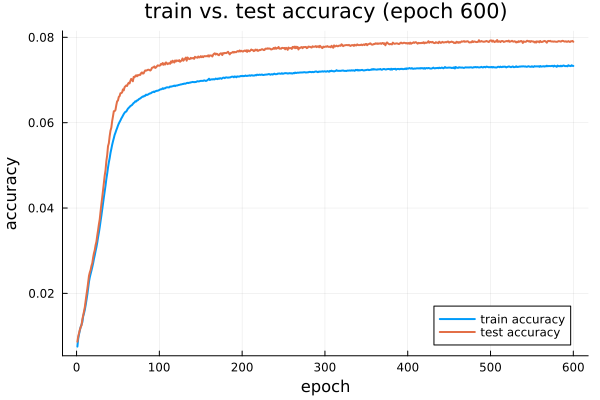 train vs. test accuracy (epoch 600)
accuracy
0.08
0.06
0.04
0.02
train accuracy
test accuracy
0 100 200 300 400 500 600
epoch